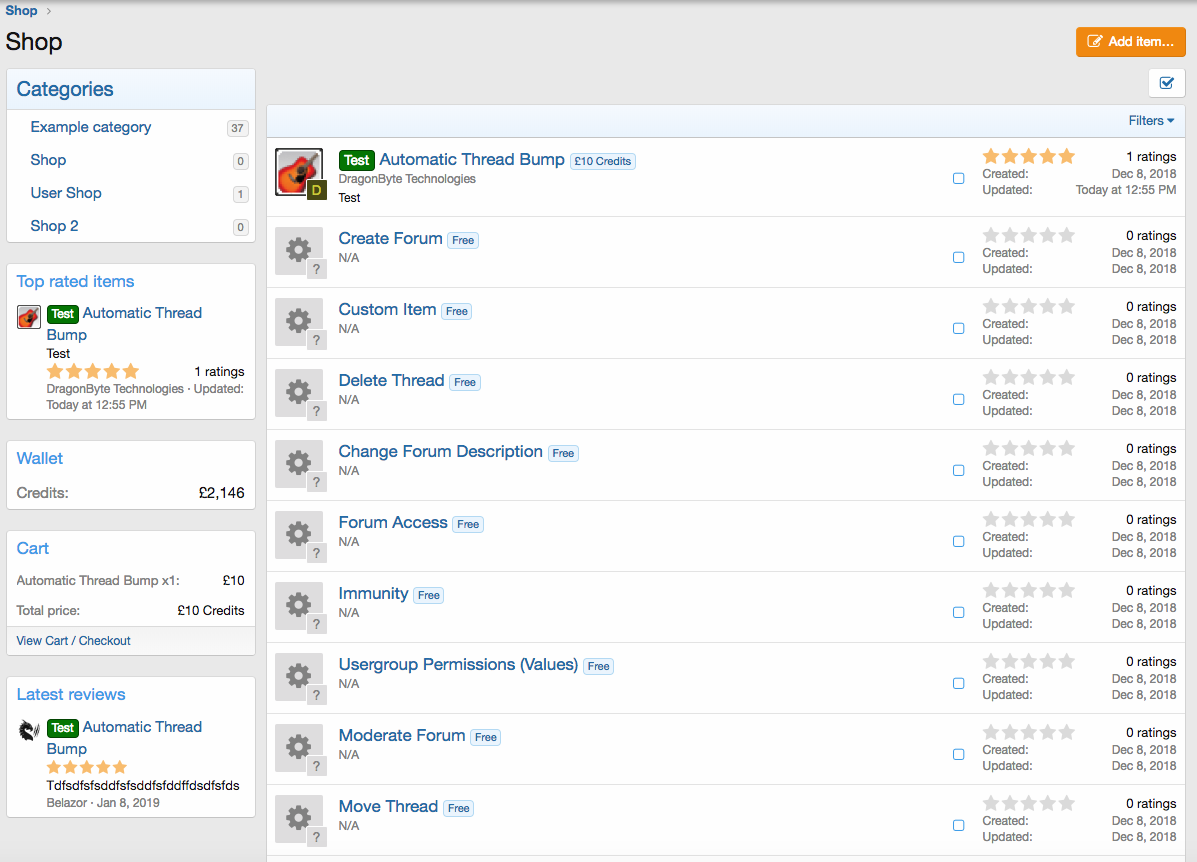 Shop
Shop
Add item...
Categories
Example category 37
Shop 0
User Shop 1
Shop 2 0
Top rated items
Test Automatic Thread
Bump
Test
1 ratings
DragonByte Technologies · Updated:
Today at 12:55 PM
Wallet
Credits: £2,146
Cart
Automatic Thread Bump x1: £10
Total price: £10 Credits
View Cart / Checkout
Latest reviews
Test Automatic Thread
Bump
Tdfsdfsfsddfsfsddfsfddffdsdfsfds
Belazor · Jan 8, 2019
Filters
D
Test Automatic Thread Bump £10 Credits
DragonByte Technologies
Test
1 ratings
Created: Dec 8, 2018
Updated: Today at 12:55 PM
?
Create Forum Free
N/A
0 ratings
Created: Dec 8, 2018
Updated: Dec 8, 2018
?
Custom Item Free
N/A
0 ratings
Created: Dec 8, 2018
Updated: Dec 8, 2018
?
Delete Thread Free
N/A
0 ratings
Created: Dec 8, 2018
Updated: Dec 8, 2018
?
Change Forum Description Free
N/A
0 ratings
Created: Dec 8, 2018
Updated: Dec 8, 2018
?
Forum Access Free
N/A
0 ratings
Created: Dec 8, 2018
Updated: Dec 8, 2018
?
Immunity Free
N/A
0 ratings
Created: Dec 8, 2018
Updated: Dec 8, 2018
?
Usergroup Permissions (Values) Free
N/A
0 ratings
Created: Dec 8, 2018
Updated: Dec 8, 2018
?
Moderate Forum Free
N/A
0 ratings
Created: Dec 8, 2018
Updated: Dec 8, 2018
?
Move Thread Free
N/A
0 ratings
Created: Dec 8, 2018
Updated: Dec 8, 2018
?